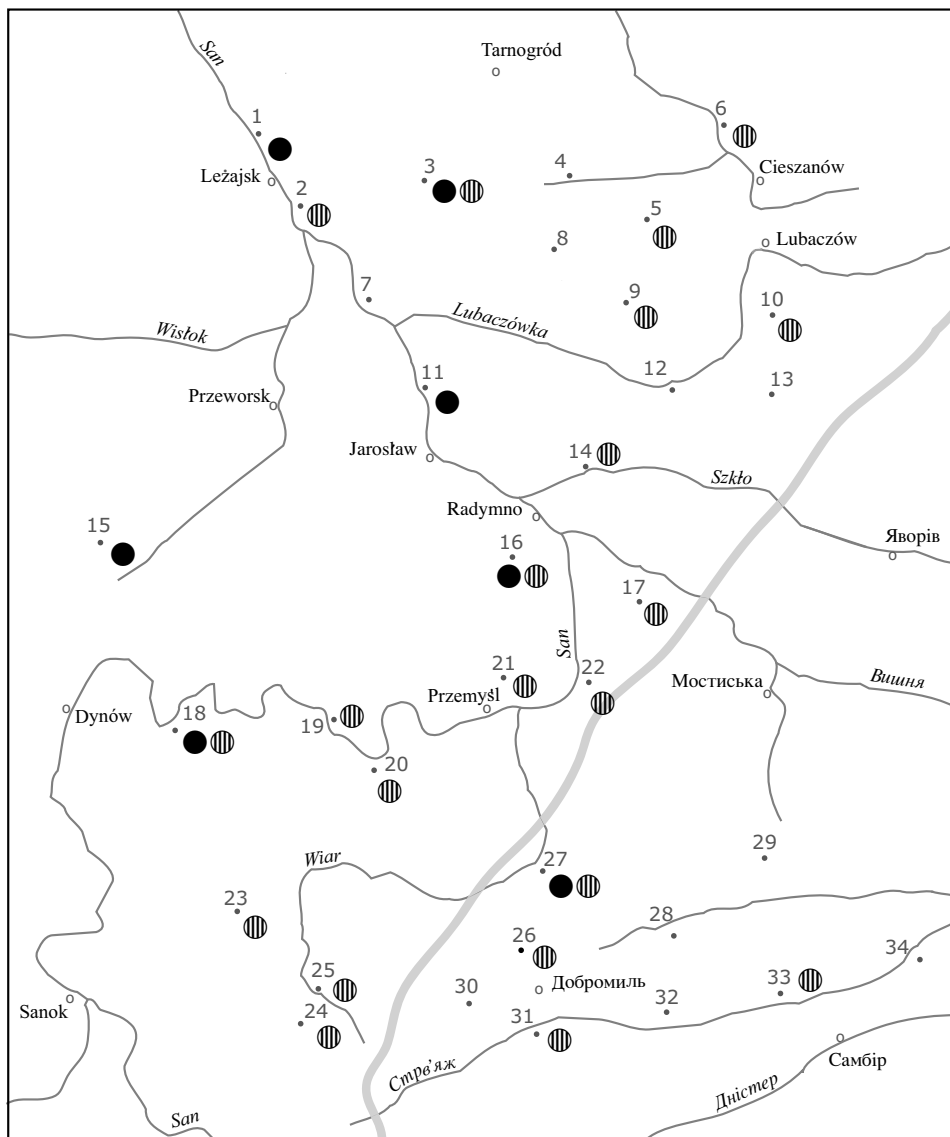 San
Tarnogród
1
6
3
4
Leżajsk
Cieszanów
2
5
8
Lubaczów
7
9
10
Wisłok
Lubaczówka
11
12
13
Przeworsk
Jarosław
14
Szkło
Radymno
15
16
Яворів
17
San
21
22
Мостиська
Вишня
Przemyśl
Dynów
18
19
20
Wiar
27
29
23
28
26
34
25
Добромиль
33
Sanok
30
32
24
31
Самбір
Стрв'яж
Дністер
San